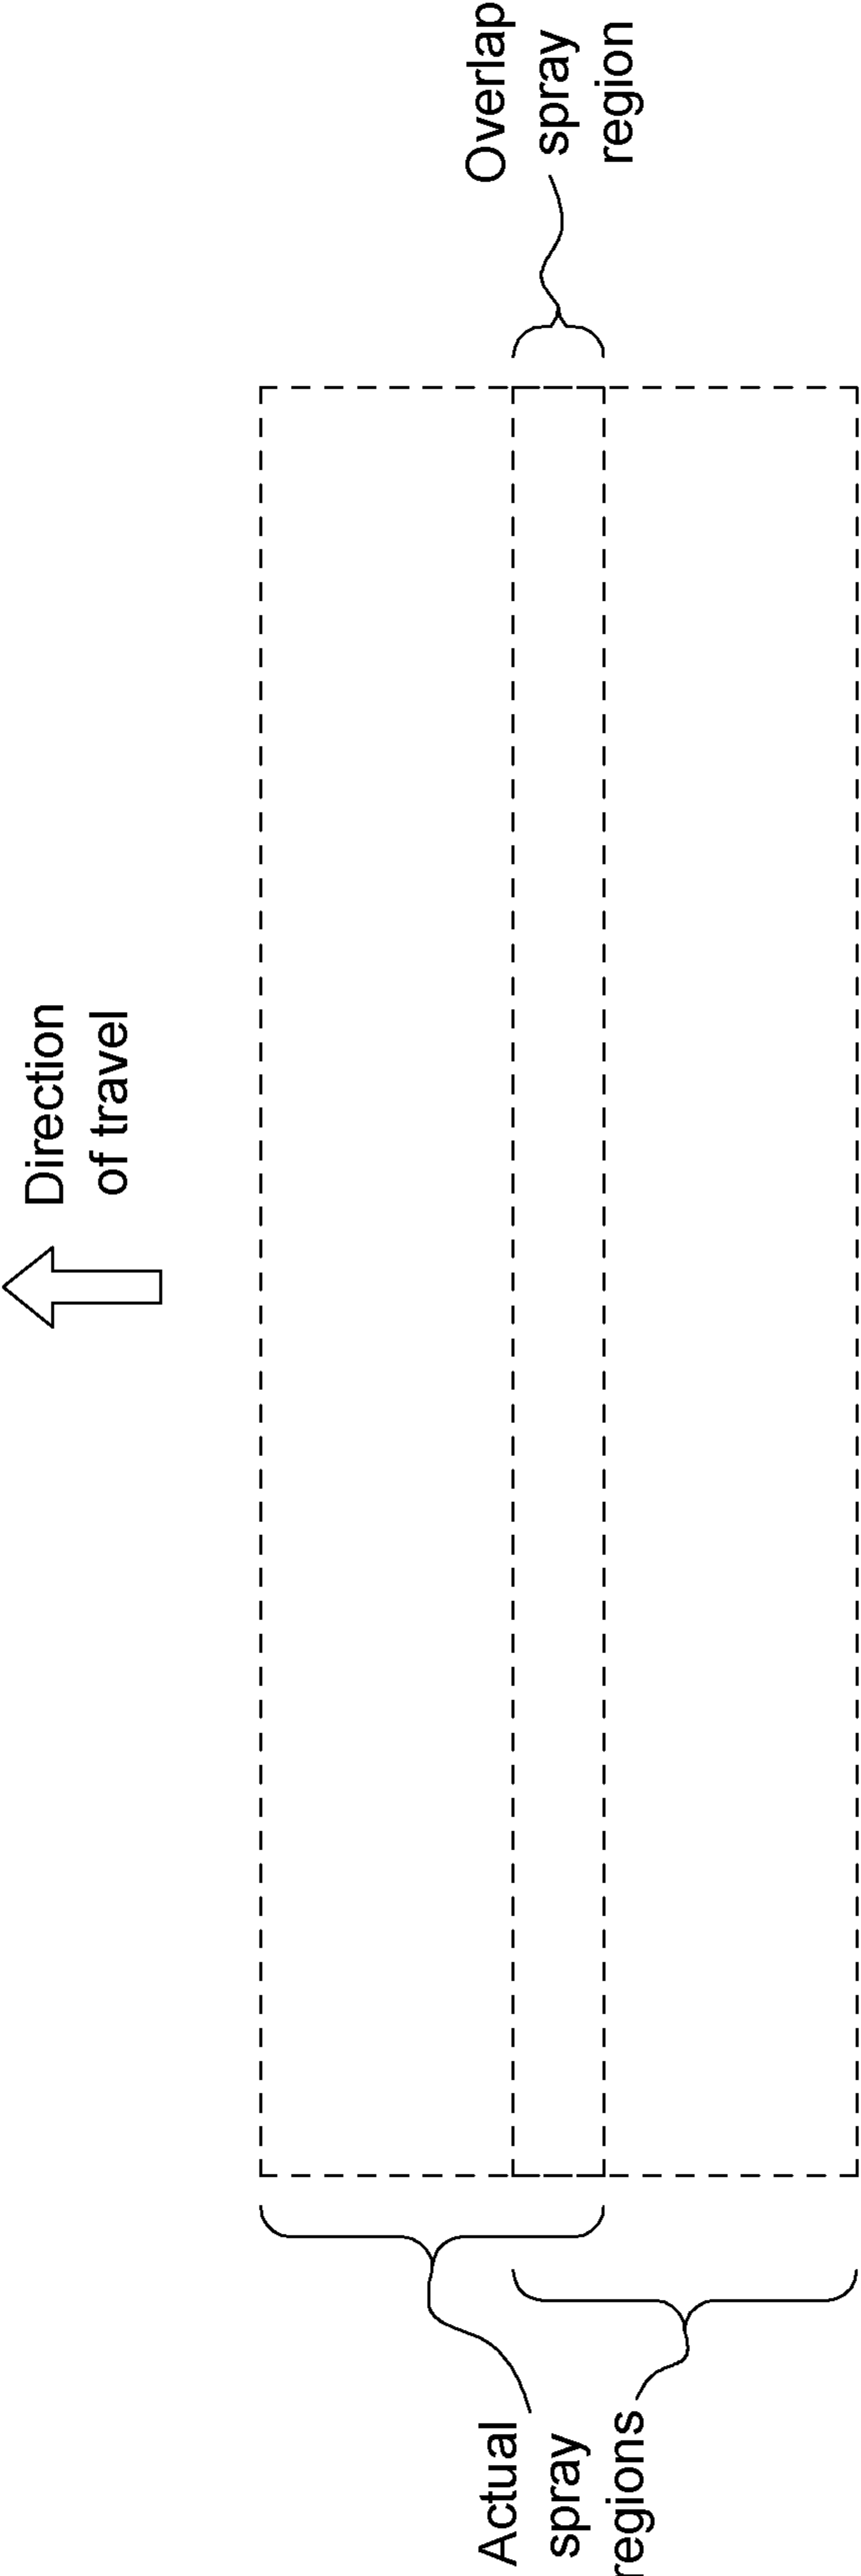 Direction
of travel
Overlap
spray
region
Actual
spray
regions